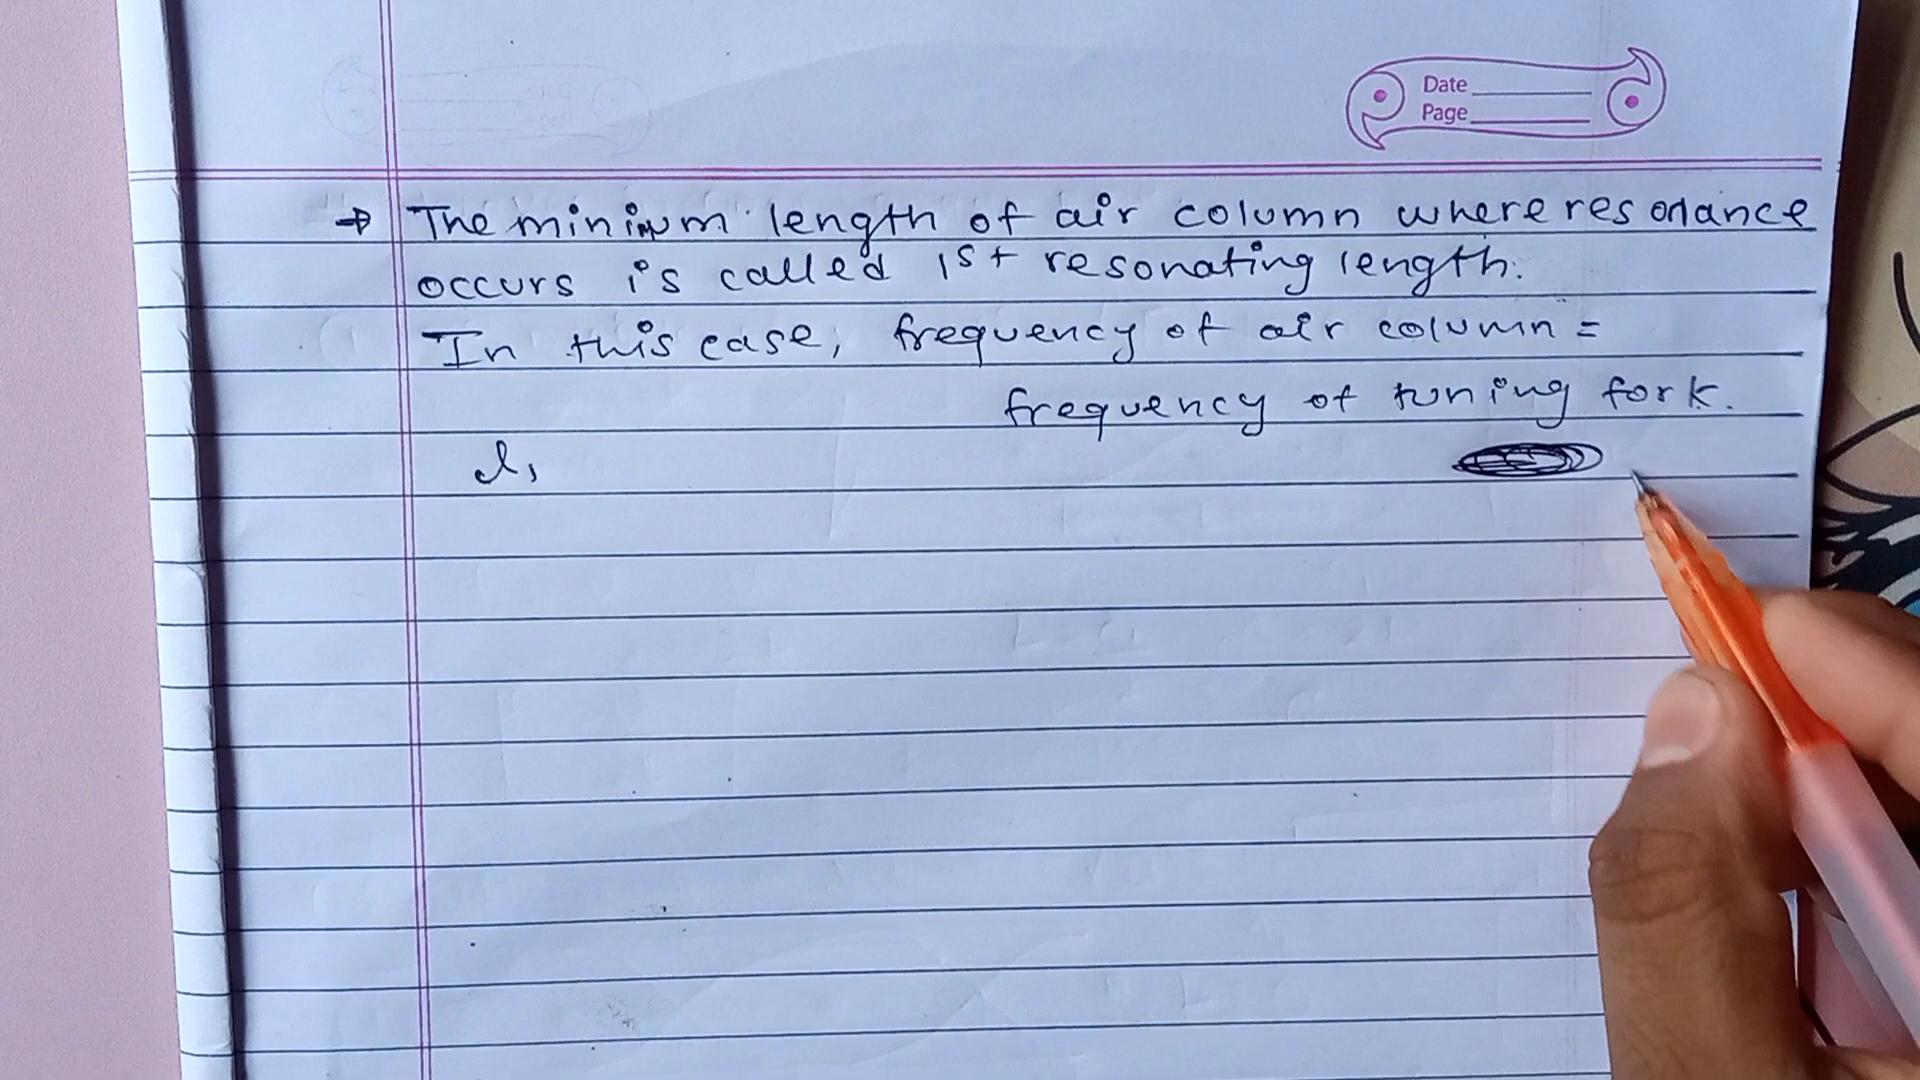 Date
Page
→ The minimum length of air column where resonance
occurs is called 1st resonating length.
In this case, frequency of air column =
frequency of tuning fork.
l₁